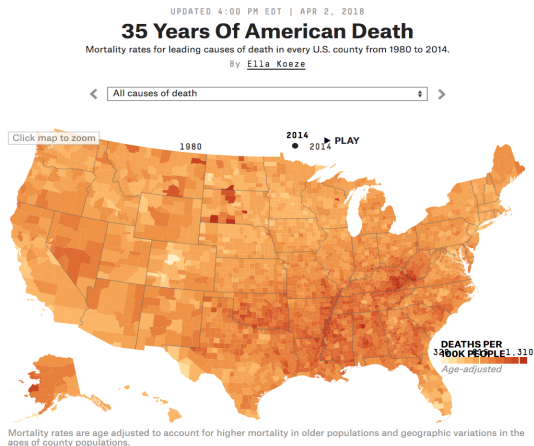 UPDATED 4:00 PM EDT | APR 2, 2018
35 Years Of American Death
Mortality rates for leading causes of death in every U.S. county from 1980 to 2014.
By Ella Koeze
All causes of death
Click map to zoom
2014
1980
2014
PLAY
DEATHS PER
100K PEOPLE
1,310
Age-adjusted
Mortality rates are age adjusted to account for higher mortality in older populations and geographic variations in the
ages of county populations.